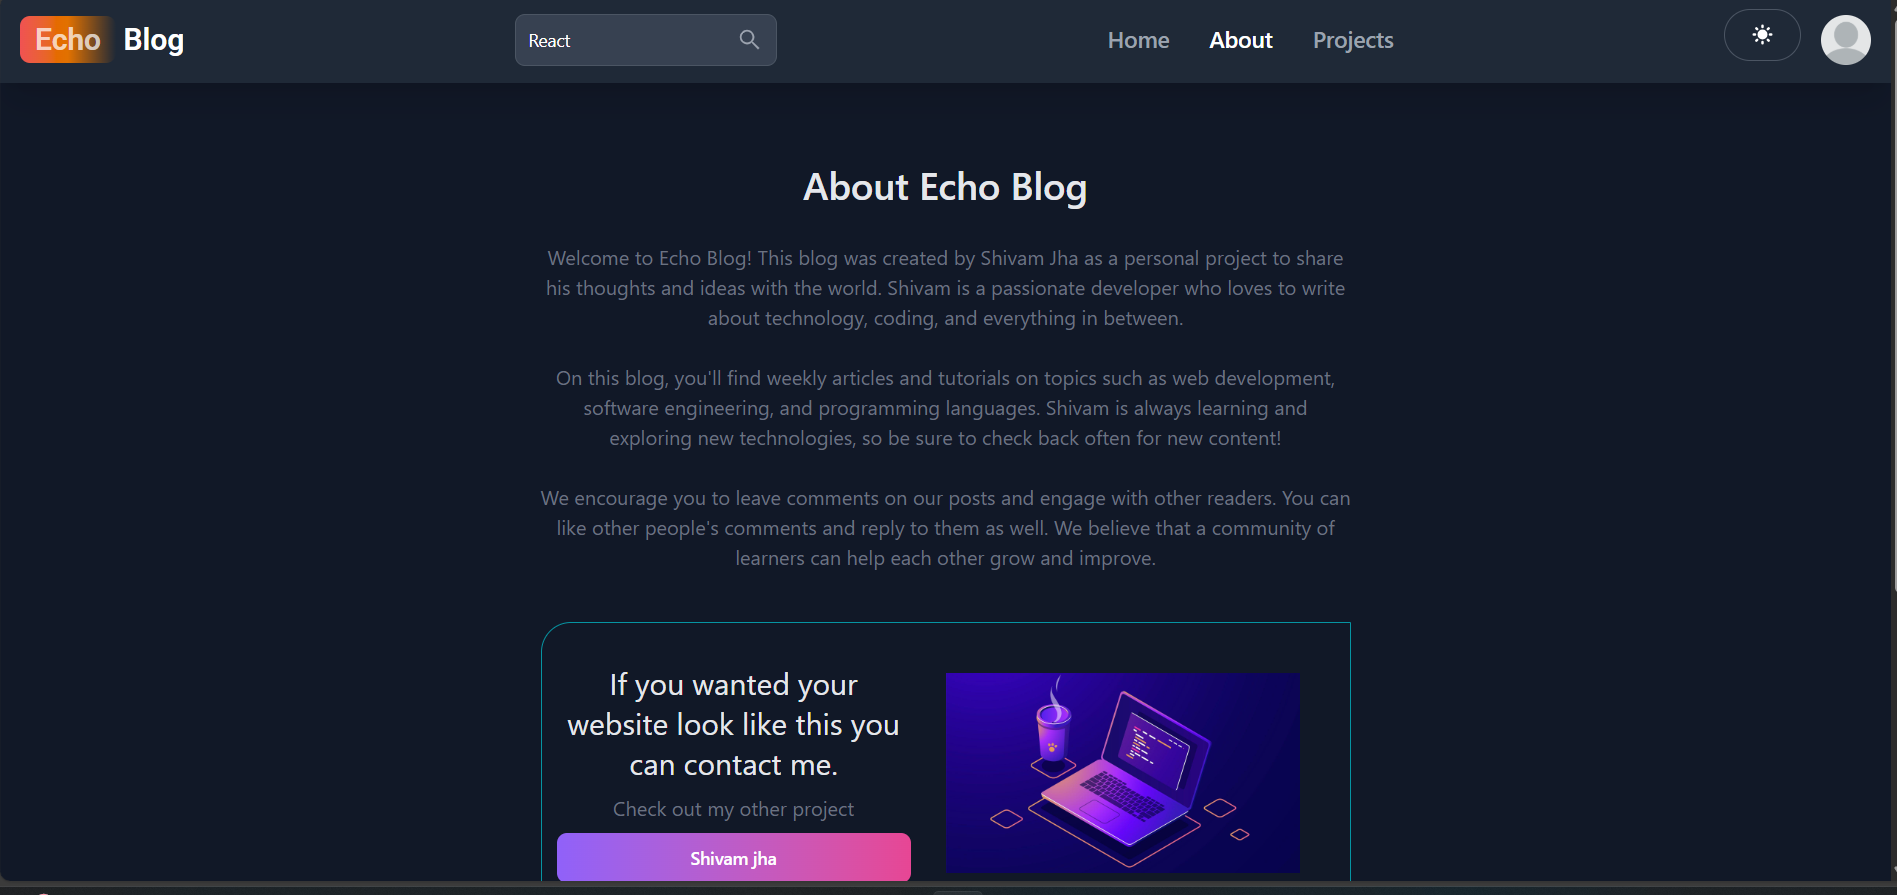 Echo Blog
React
Home About Projects
About Echo Blog
Welcome to Echo Blog! This blog was created by Shivam Jha as a personal project to share
his thoughts and ideas with the world. Shivam is a passionate developer who loves to write
about technology, coding, and everything in between.
On this blog, you'll find weekly articles and tutorials on topics such as web development,
software engineering, and programming languages. Shivam is always learning and
exploring new technologies, so be sure to check back often for new content!
We encourage you to leave comments on our posts and engage with other readers. You can
like other people's comments and reply to them as well. We believe that a community of
learners can help each other grow and improve.
If you wanted your
website look like this you
can contact me.
Check out my other project
Shivam jha